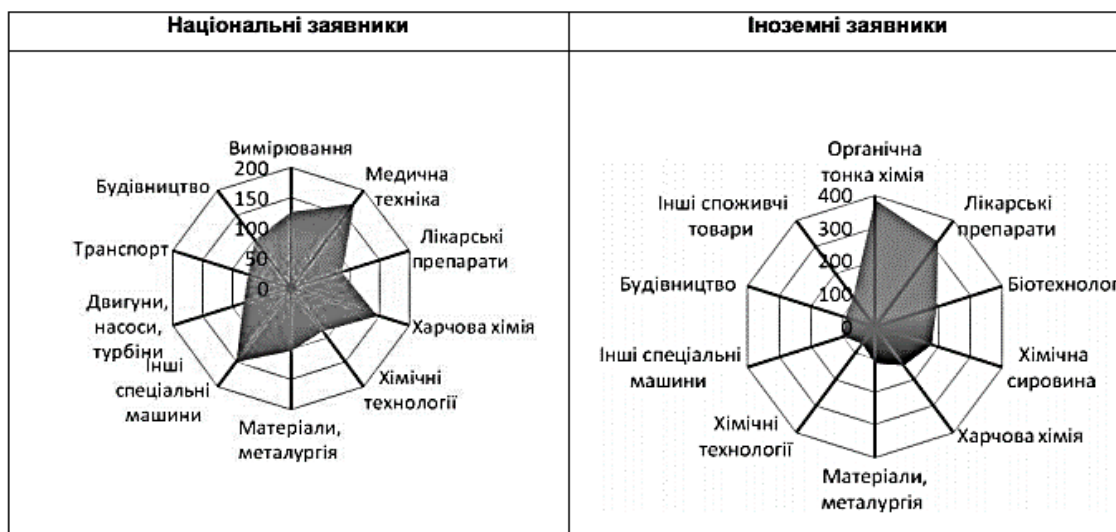 Національні заявники
Іноземні заявники
Вимірювання
200
150
100
50
0
Медична
техніка
Лікарські
препарати
Харчова хімія
Хімічні
технології
Матеріали,
металургія
Інші
спеціальні
машини
Двигуни,
насоси,
турбіни
Транспорт
Будівництво
Органічна
тонка хімія
400
300
200
100
0
Лікарські
препарати
Біотехнолог
Хімічна
сировина
Харчова хімія
Матеріали,
металургія
Хімічні
технології
Інші спеціальні
машини
Будівництво
Інші споживчі
товари